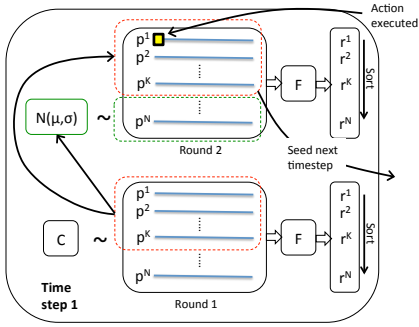 Action
executed
p¹
p²
pᴷ
pᴺ
N(μ,σ)
~
F
r¹
r²
rᴷ
rᴺ
Sort
Round 2
Seed next
timestep
p¹
p²
pᴷ
pᴺ
C
~
F
r¹
r²
rᴷ
rᴺ
Sort
Time
step 1
Round 1